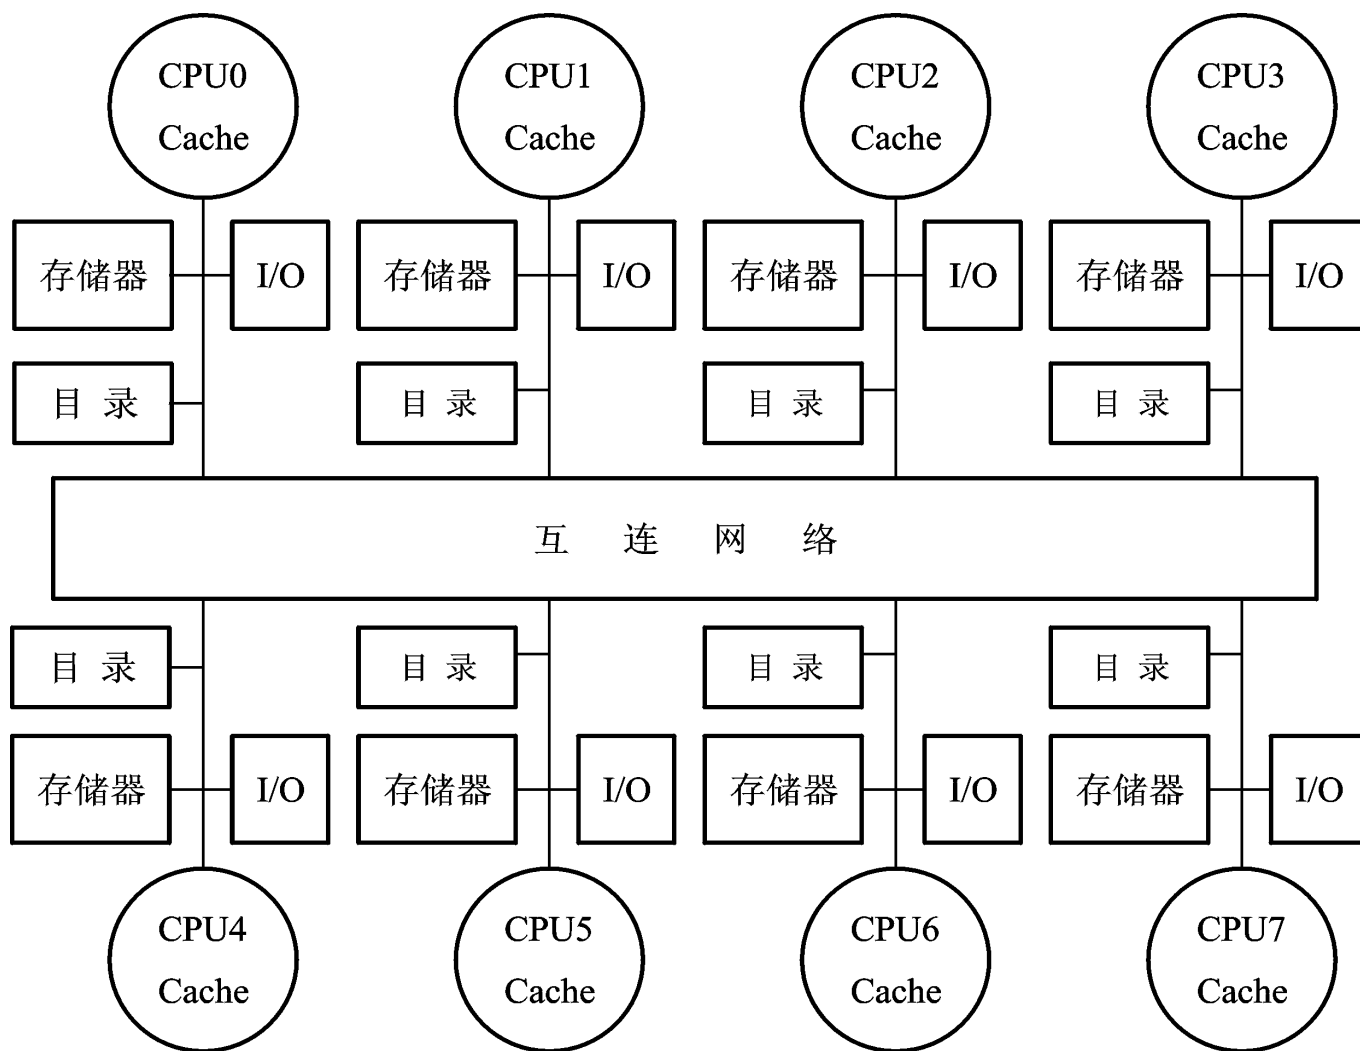 CPU0 CPU1 CPU2 CPU3
Cache Cache Cache Cache
存储器 I/O 存储器 I/O 存储器 I/O 存储器 I/O
目 录 目 录 目 录 目 录
互 连 网 络
目 录 目 录 目 录 目 录
存储器 I/O 存储器 I/O 存储器 I/O 存储器 I/O
CPU4 CPU5 CPU6 CPU7
Cache Cache Cache Cache